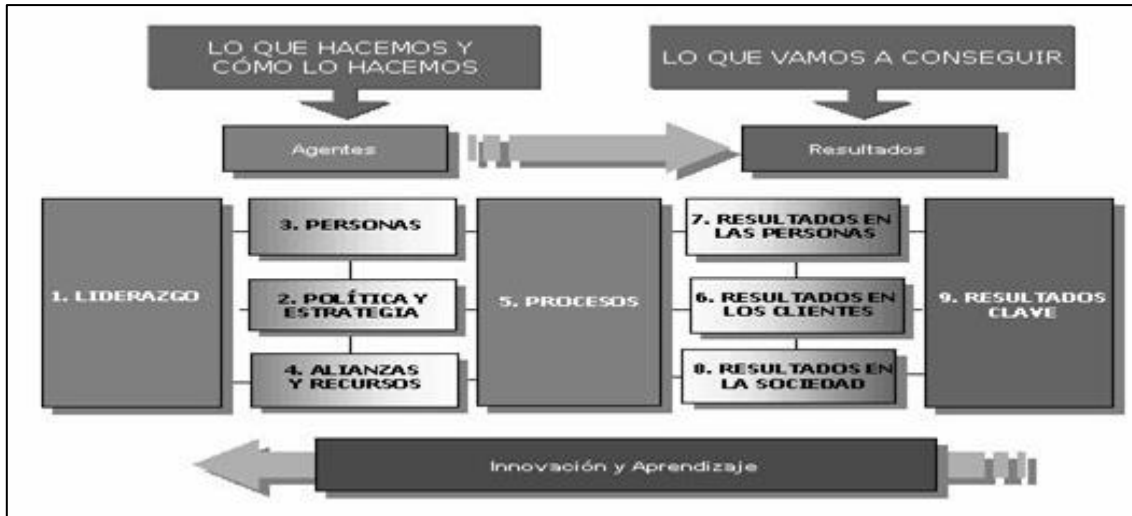 LO QUE HACEMOS Y
CÓMO LO HACEMOS
LO QUE VAMOS A CONSEGUIR
Agentes
Resultados
1. LIDERAZGO
3. PERSONAS
2. POLÍTICA Y
ESTRATEGIA
4. ALIANZAS
Y RECURSOS
5. PROCESOS
7. RESULTADOS EN
LAS PERSONAS
6. RESULTADOS EN
LOS CLIENTES
8. RESULTADOS EN
LA SOCIEDAD
9. RESULTADOS
CLAVE
Innovación y Aprendizaje